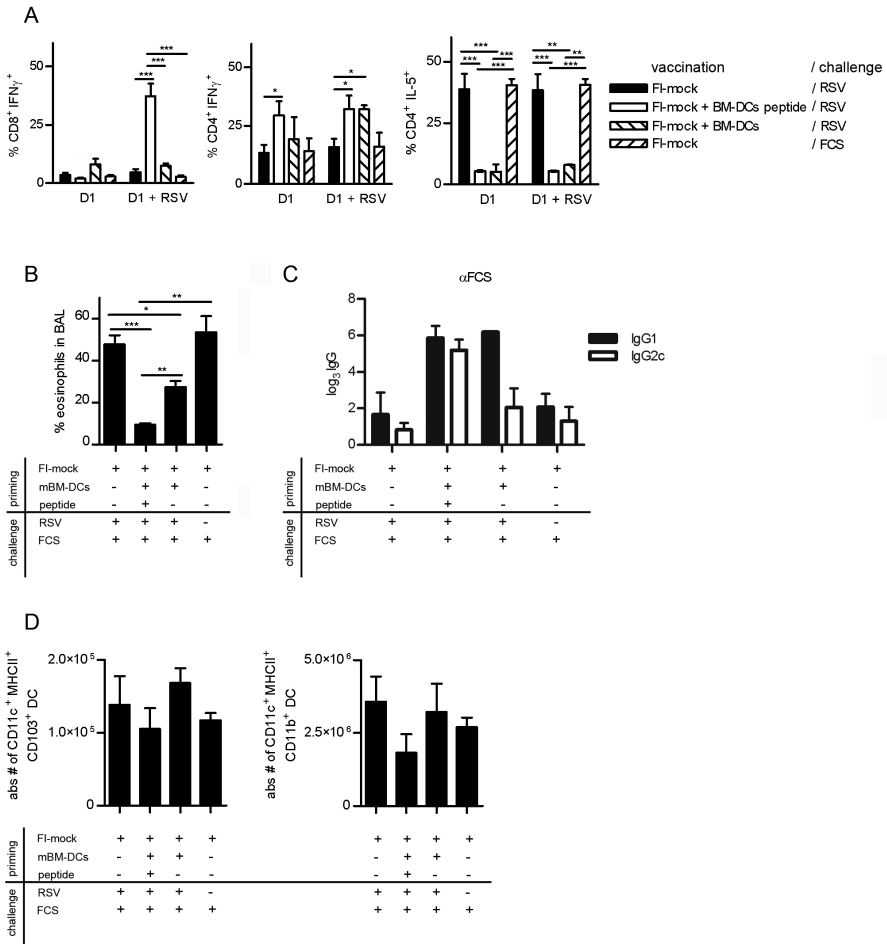 A
% CD8+ IFNγ+
50
25
0
D1
D1 + RSV
***
***
***
% CD4+ IFNγ+
50
25
0
D1
D1 + RSV
*
*
*
% CD4+ IL-5+
50
25
0
D1
D1 + RSV
***
***
***
***
**
**
***
***
vaccination / challenge
FI-mock / RSV
FI-mock + BM-DCs peptide / RSV
FI-mock + BM-DCs / RSV
FI-mock / FCS
B
% eosinophils in BAL
60
40
20
0
**
*
***
**
priming
FI-mock + + + +
mBM-DCs - + + -
peptide - + - -
challenge
RSV + + + -
FCS + + + +
C
αFCS
log3IgG
8
6
4
2
0
IgG1
IgG2c
priming
FI-mock + + + +
mBM-DCs - + + -
peptide - + - -
challenge
RSV + + + -
FCS + + + +
D
abs # of CD11c+ MHCII+
CD103+ DC
2.0×10^5
1.0×10^5
0
abs # of CD11c+ MHCII+
CD11b+ DC
5.0×10^6
2.5×10^6
0
priming
FI-mock + + + + + + + +
mBM-DCs - + + - - + + -
peptide - + - - - + - -
challenge
RSV + + + - + + + -
FCS + + + + + + + +